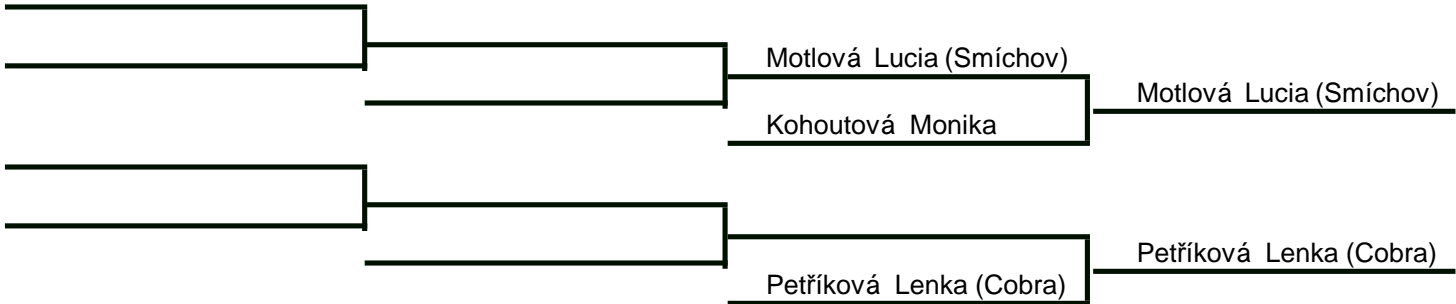 Motlová Lucia (Smíchov)
Motlová Lucia (Smíchov)
Kohoutová Monika
Petříková Lenka (Cobra)
Petříková Lenka (Cobra)